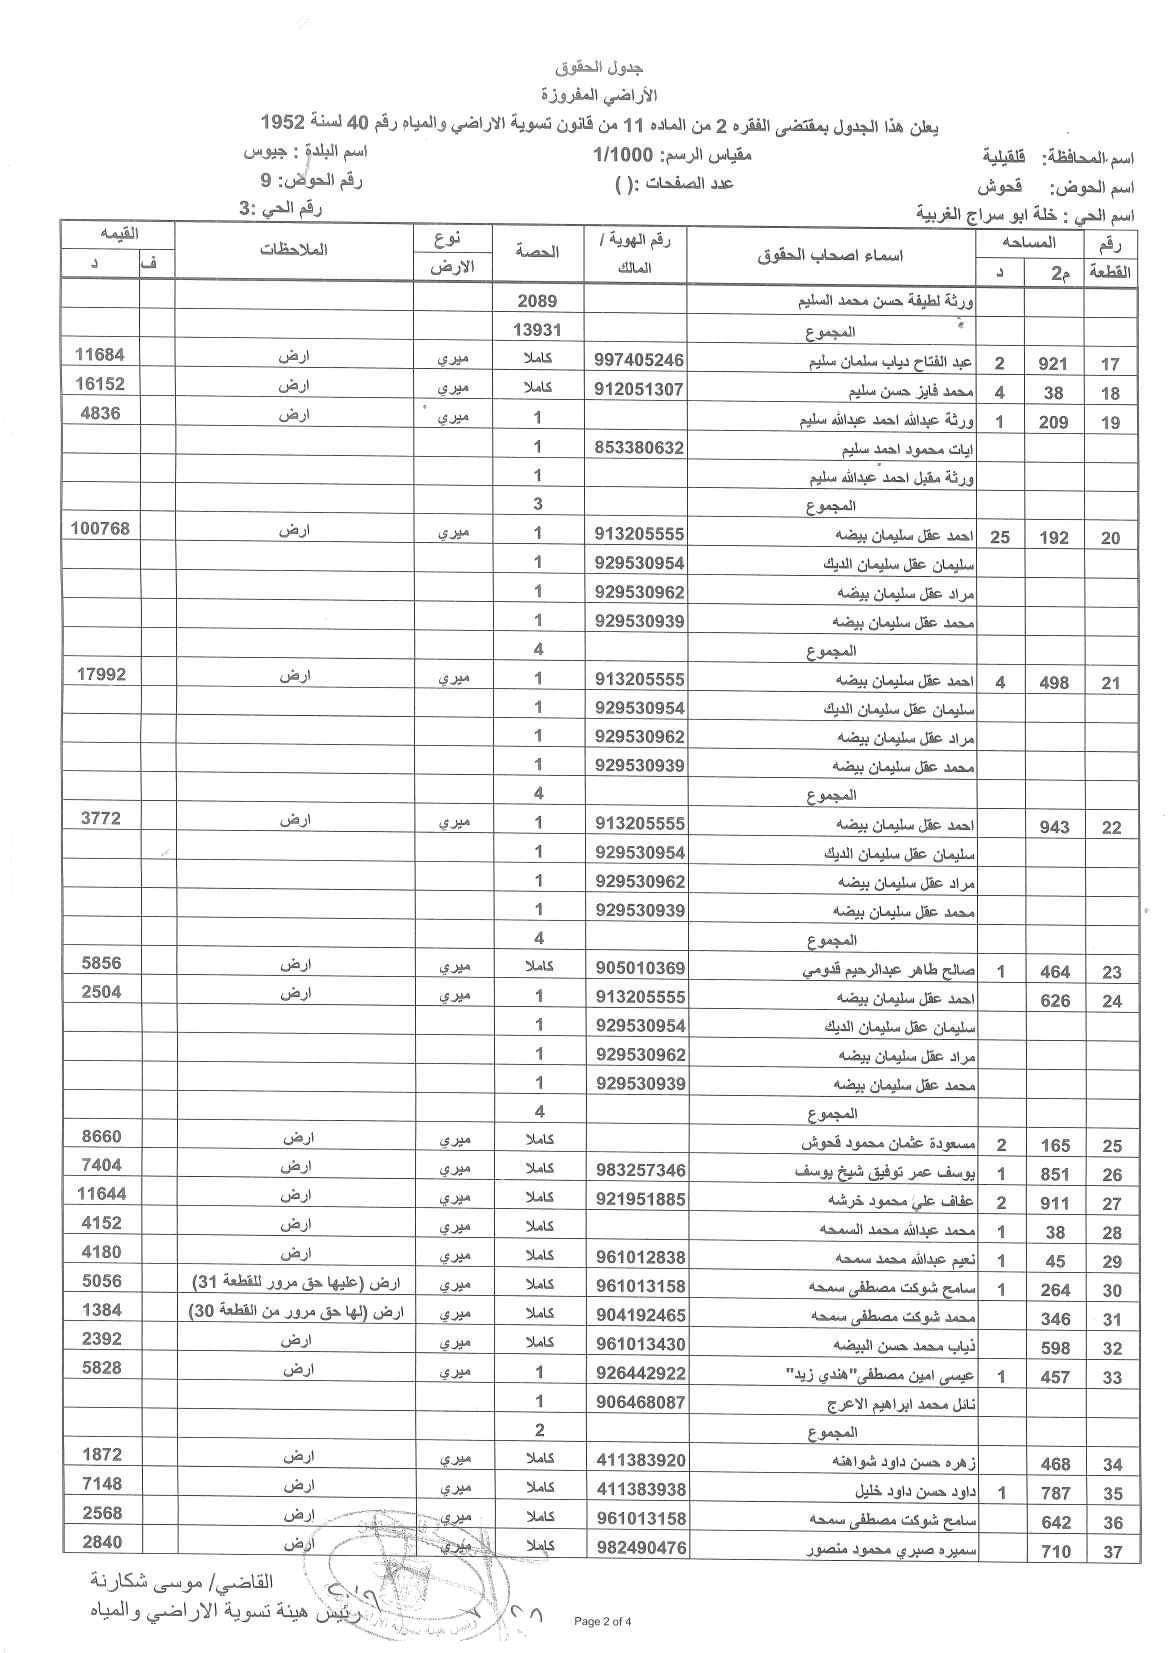 جدول الحقوق
الأراضي المفروزة
يعلن هذا الجدول بمقتضى الفقره 2 من الماده 11 من قانون تسوية الاراضي والمياه رقم 40 لسنة 1952
اسم المحافظة: قلقيلية مقياس الرسم: 1/1000 اسم البلدة : جيوس
اسم الحوض: قحوش عدد الصفحات :( ) رقم الحوض: 9
اسم الحي : خلة ابو سراج الغربية رقم الحي :3
رقم القطعة المساحه م2 د اسماء اصحاب الحقوق رقم الهوية / المالك الحصة نوع الارض الملاحظات القيمه ف د
ورثة لطيفة حسن محمد السليم 2089
المجموع 13931
17 921 2 عبد الفتاح دياب سلمان سليم 997405246 كاملا ميري ارض 11684
18 38 4 محمد فايز حسن سليم 912051307 كاملا ميري ارض 16152
19 209 1 ورثة عبدالله احمد عبدالله سليم 1 ميري ارض 4836
ايات محمود احمد سليم 853380632 1
ورثة مقبل احمد عبدالله سليم 1
المجموع 3
20 192 25 احمد عقل سليمان بيضه 913205555 1 ميري ارض 100768
سليمان عقل سليمان الديك 929530954 1
مراد عقل سليمان بيضه 929530962 1
محمد عقل سليمان بيضه 929530939 1
المجموع 4
21 498 4 احمد عقل سليمان بيضه 913205555 1 ميري ارض 17992
سليمان عقل سليمان الديك 929530954 1
مراد عقل سليمان بيضه 929530962 1
محمد عقل سليمان بيضه 929530939 1
المجموع 4
22 943 احمد عقل سليمان بيضه 913205555 1 ميري ارض 3772
سليمان عقل سليمان الديك 929530954 1
مراد عقل سليمان بيضه 929530962 1
محمد عقل سليمان بيضه 929530939 1
المجموع 4
23 464 1 صالح طاهر عبدالرحيم قدومي 905010369 كاملا ميري ارض 5856
24 626 احمد عقل سليمان بيضه 913205555 1 ميري ارض 2504
سليمان عقل سليمان الديك 929530954 1
مراد عقل سليمان بيضه 929530962 1
محمد عقل سليمان بيضه 929530939 1
المجموع 4
25 165 2 مسعودة عثمان محمود قحوش كاملا ميري ارض 8660
26 851 1 يوسف عمر توفيق شيخ يوسف 983257346 كاملا ميري ارض 7404
27 911 2 عفاف علي محمود خرشه 921951885 كاملا ميري ارض 11644
28 38 1 محمد عبدالله محمد السمحه كاملا ميري ارض 4152
29 45 1 نعيم عبدالله محمد سمحه 961012838 كاملا ميري ارض 4180
30 264 1 سامح شوكت مصطفى سمحه 961013158 كاملا ميري ارض (عليها حق مرور للقطعة 31) 5056
31 346 محمد شوكت مصطفى سمحه 904192465 كاملا ميري ارض (لها حق مرور من القطعة 30) 1384
32 598 ذياب محمد حسن البيضه 961013430 كاملا ميري ارض 2392
33 457 1 عيسى امين مصطفى"هندي زيد" 926442922 1 ميري ارض 5828
نائل محمد ابراهيم الاعرج 906468087 1
المجموع 2
34 468 زهره حسن داود شواهنه 411383920 كاملا ميري ارض 1872
35 787 1 داود حسن داود خليل 411383938 كاملا ميري ارض 7148
36 642 سامح شوكت مصطفى سمحه 961013158 كاملا ميري ارض 2568
37 710 سميره صبري محمود منصور 982490476 كاملا ميري ارض 2840
القاضي/ موسى شكارنة
رئيس هيئة تسوية الاراضي والمياه
Page 2 of 4